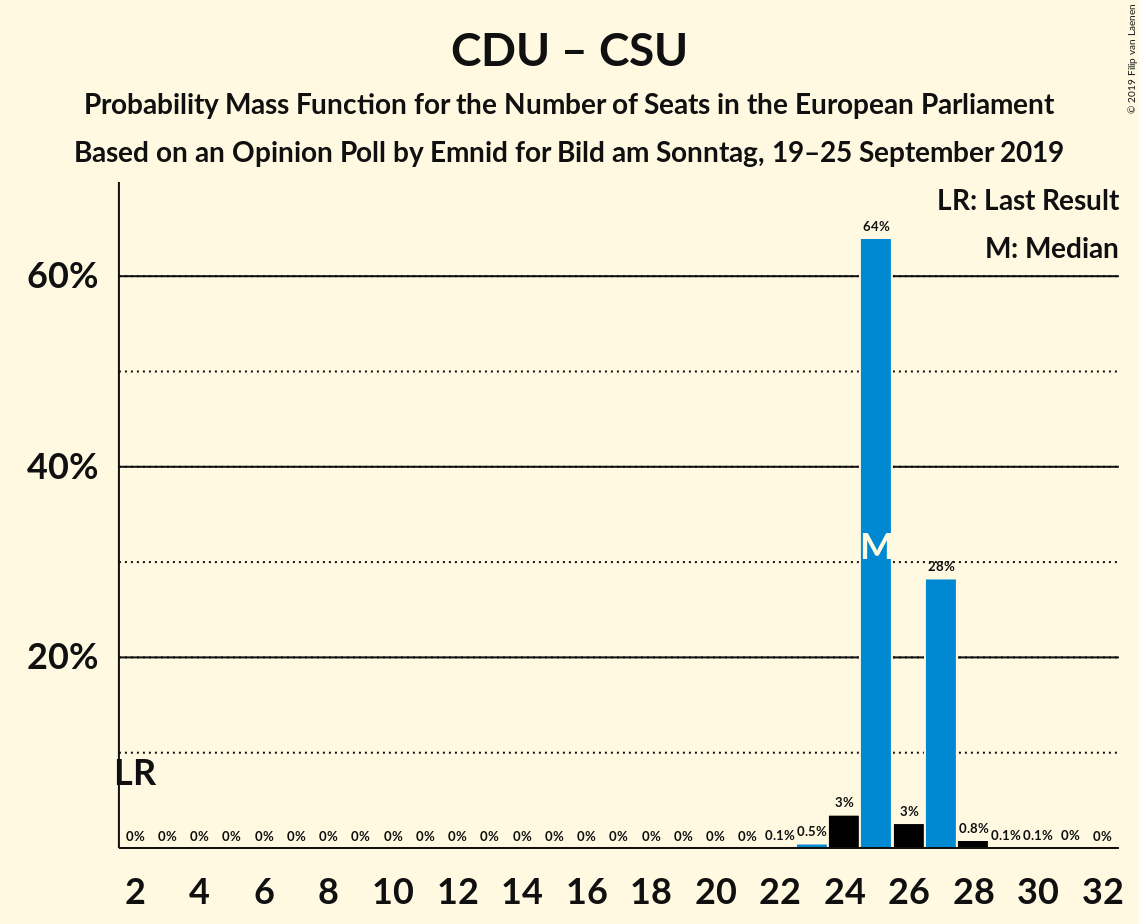 CDU – CSU
Probability Mass Function for the Number of Seats in the European Parliament
Based on an Opinion Poll by Emnid for Bild am Sonntag, 19–25 September 2019
© 2019 Filip van Laenen
LR: Last Result
M: Median
64%
60%
40%
M
28%
20%
LR
3%
3%
0% 0% 0% 0% 0% 0% 0% 0% 0% 0% 0% 0% 0% 0% 0% 0% 0% 0% 0% 0% 0.1% 0.5% 0.8% 0.1% 0.1% 0% 0%
2 4 6 8 10 12 14 16 18 20 22 24 26 28 30 32